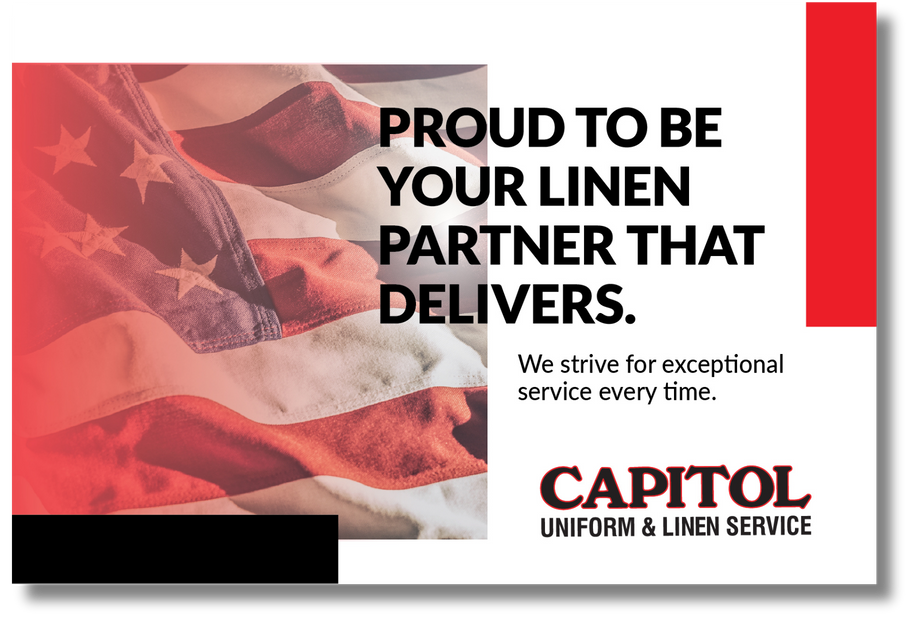 PROUD TO BE
YOUR LINEN
PARTNER THAT
DELIVERS.
We strive for exceptional
service every time.
CAPITOL
UNIFORM & LINEN SERVICE